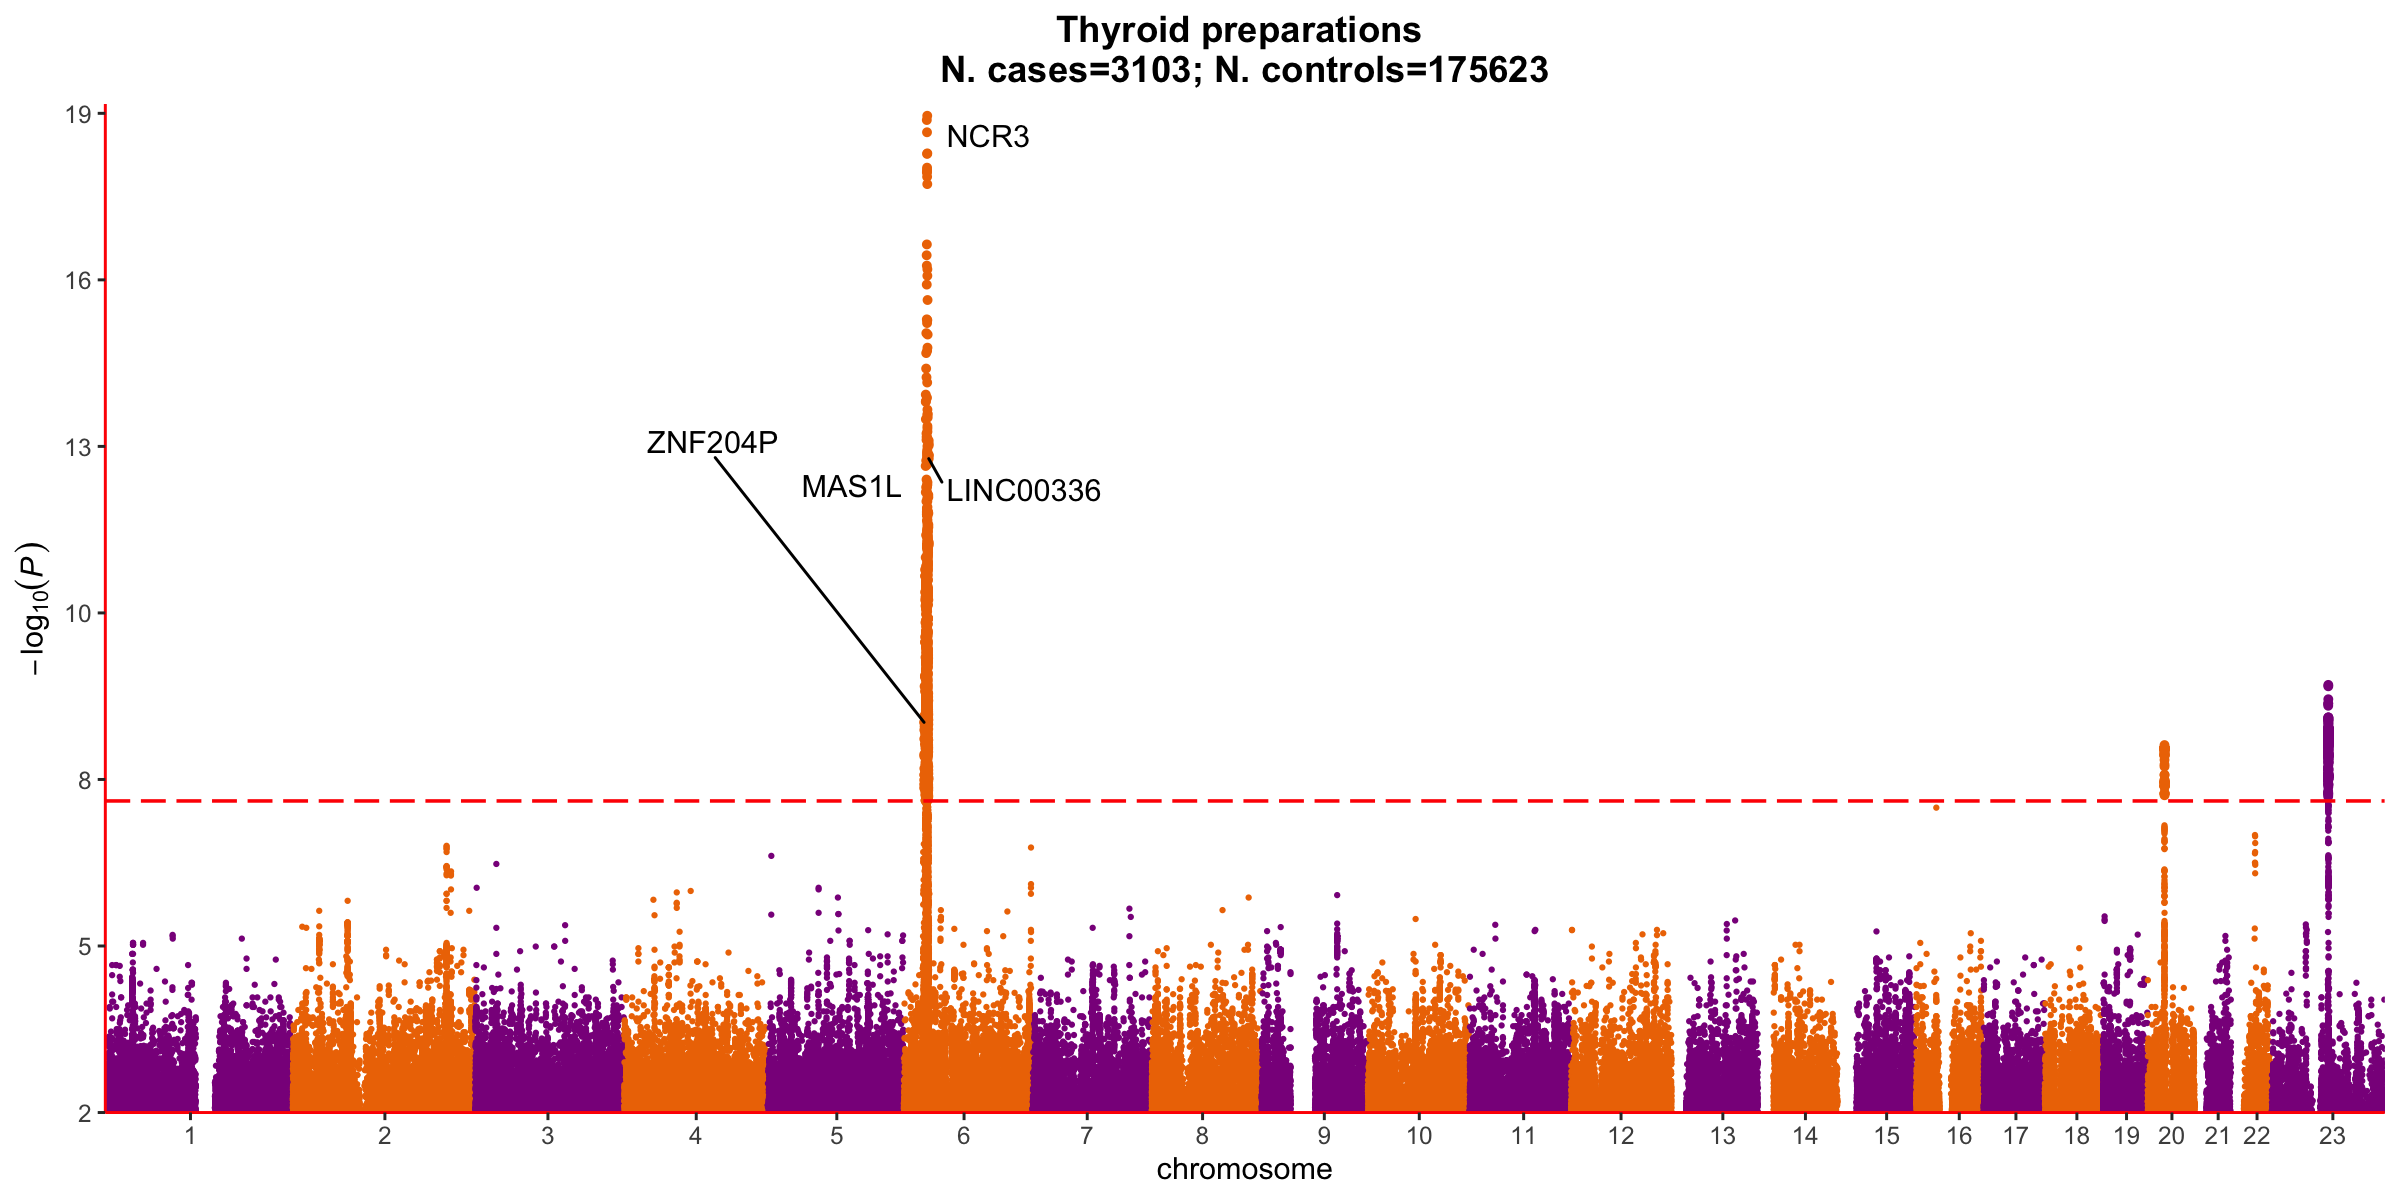 Thyroid preparations
N. cases=3103; N. controls=175623
19
16
13
10
8
5
2
−log10(P)
NCR3
ZNF204P
MAS1L
LINC00336
1 2 3 4 5 6 7 8 9 10 11 12 13 14 15 16 17 18 19 20 21 22 23
chromosome